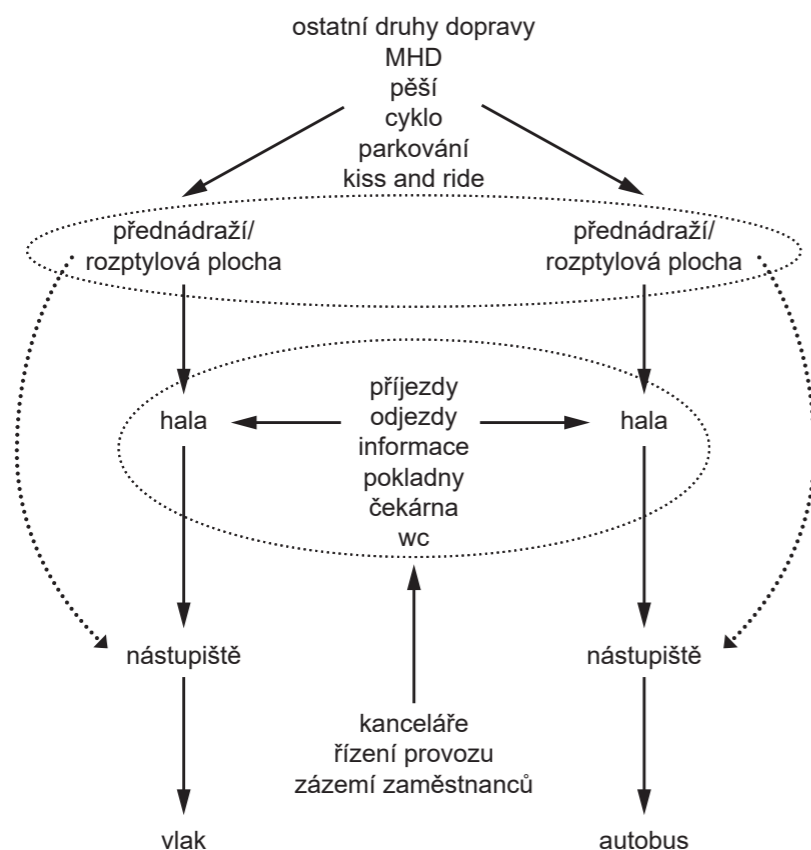 ostatní druhy dopravy
MHD
pěší
cyklo
parkování
kiss and ride
přednádraží/
rozptylová plocha
přednádraží/
rozptylová plocha
hala
příjezdy
odjezdy
informace
pokladny
čekárna
wc
hala
nástupiště
nástupiště
kanceláře
řízení provozu
zázemí zaměstnanců
vlak
autobus